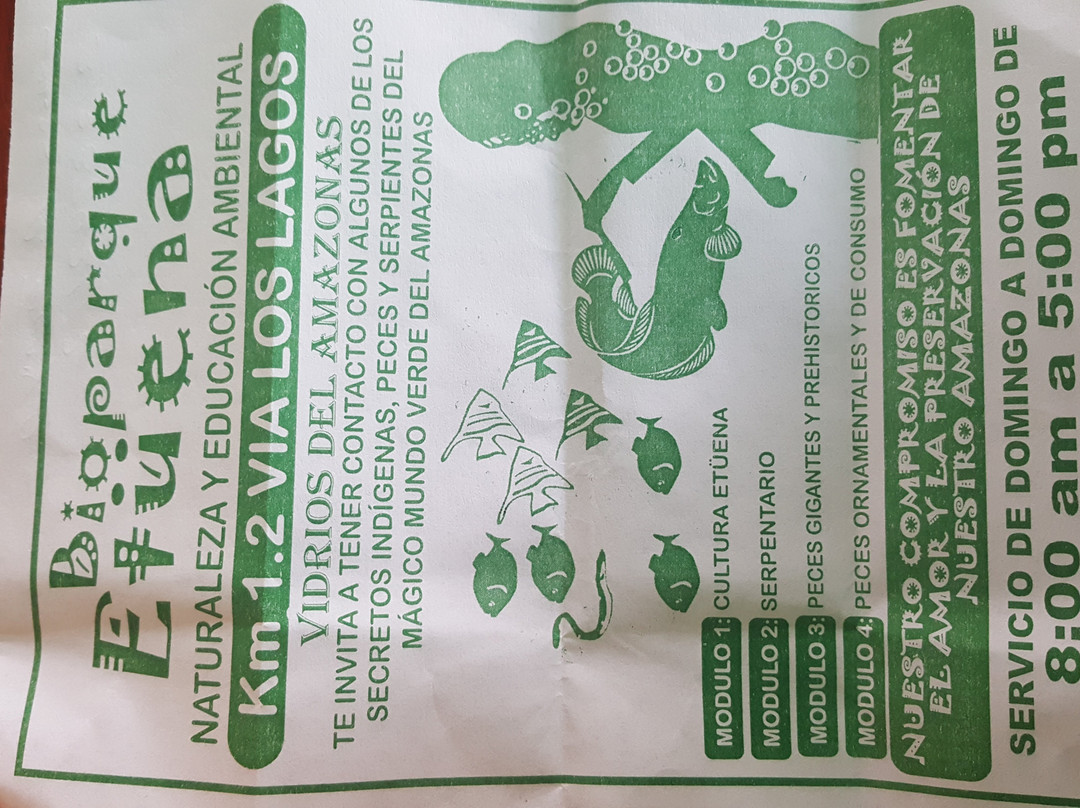 Bioparque
Etüena
NATURALEZA Y EDUCACIÓN AMBIENTAL
Km 1.2 VIA LOS LAGOS
VIDRIOS DEL AMAZONAS
TE INVITA A TENER CONTACTO CON ALGUNOS DE LOS
SECRETOS INDÍGENAS, PECES Y SERPIENTES DEL
MÁGICO MUNDO VERDE DEL AMAZONAS
MODULO 1: CULTURA ETÜENA
MODULO 2: SERPENTARIO
MODULO 3: PECES GIGANTES Y PREHISTORICOS
MODULO 4: PECES ORNAMENTALES Y DE CONSUMO
NUESTRO COMPROMISO ES FOMENTAR
EL AMOR Y LA PRESERVACIÓN DE
NUESTRO AMAZONAS
SERVICIO DE DOMINGO A DOMINGO DE
8:00 am a 5:00 pm